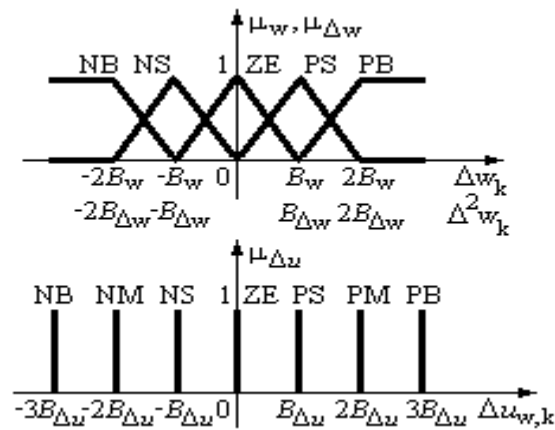 μw, μΔw
NB NS 1 ZE PS PB
-2Bw -Bw 0 Bw 2Bw Δwk
-2BΔw -BΔw BΔw 2BΔw Δ²wk
μΔu
NB NM NS 1 ZE PS PM PB
-3BΔu -2BΔu -BΔu 0 BΔu 2BΔu 3BΔu Δuw,k